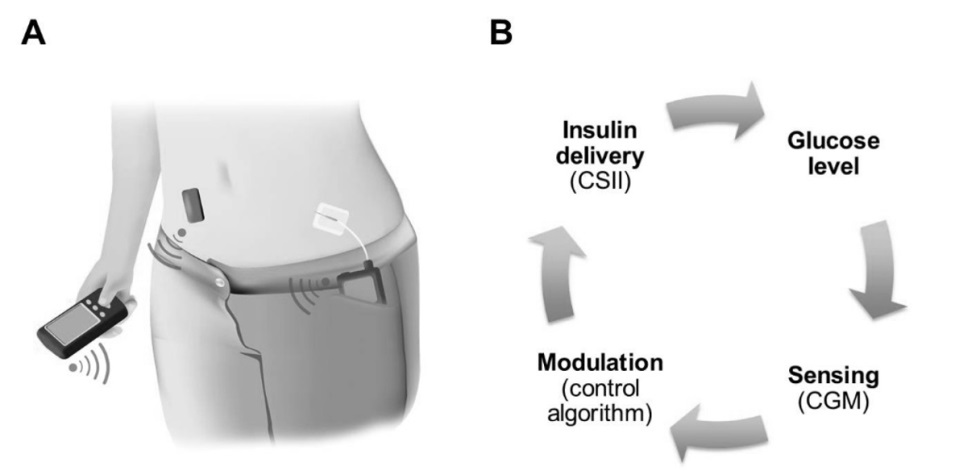 A
B
Insulin
delivery
(CSII)
Glucose
level
Sensing
(CGM)
Modulation
(control
algorithm)